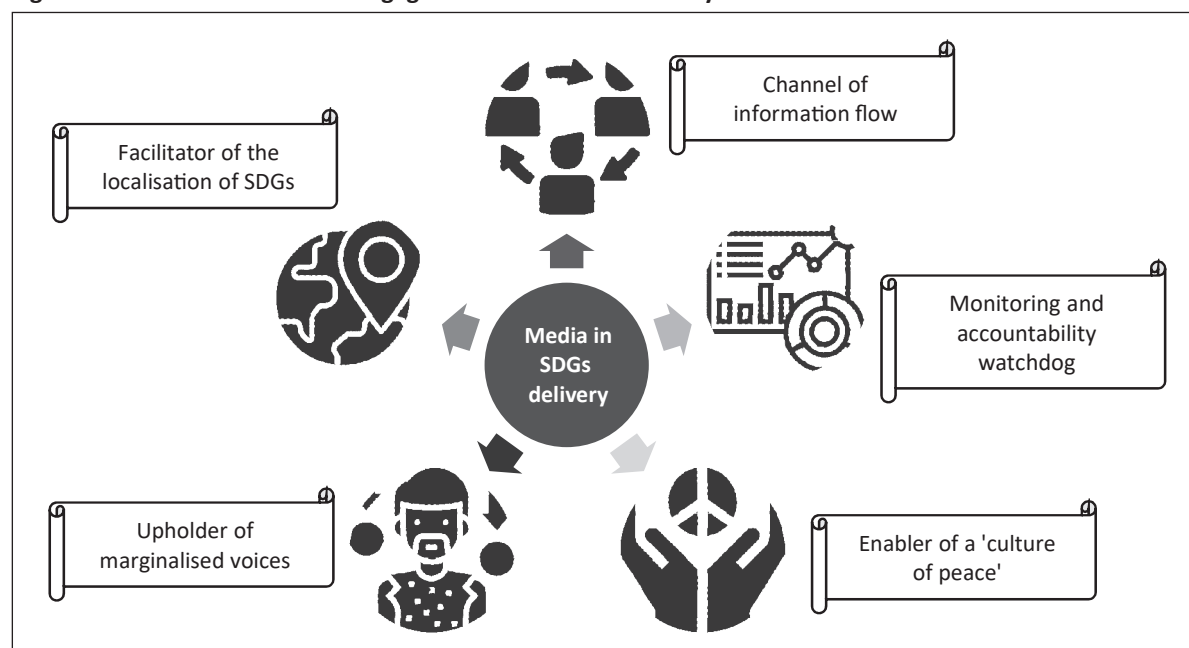 Channel of
information flow
Facilitator of the
localisation of SDGs
Media in
SDGs
delivery
Monitoring and
accountability
watchdog
Upholder of
marginalised voices
Enabler of a 'culture
of peace'